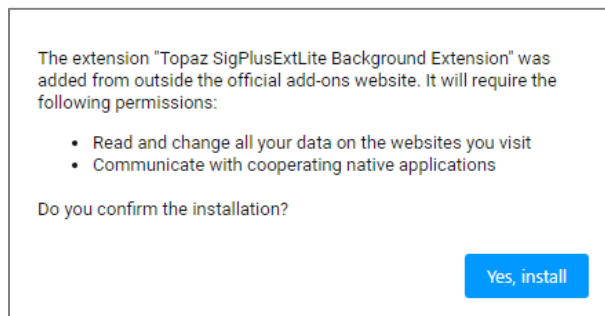 The extension "Topaz SigPlusExtLite Background Extension" was
added from outside the official add-ons website. It will require the
following permissions:
• Read and change all your data on the websites you visit
• Communicate with cooperating native applications
Do you confirm the installation?
Yes, install